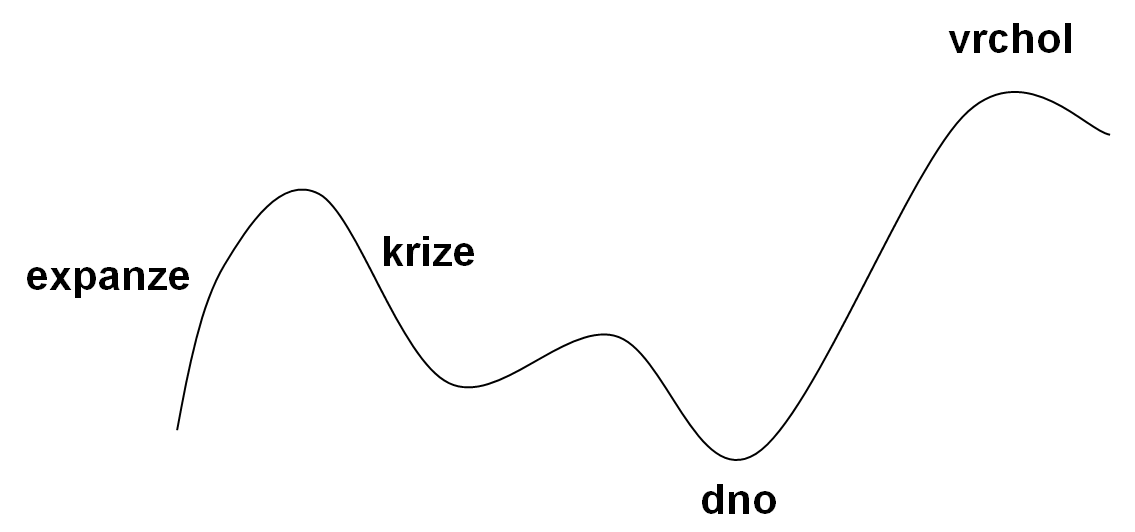 vrchol
krize
expanze
dno